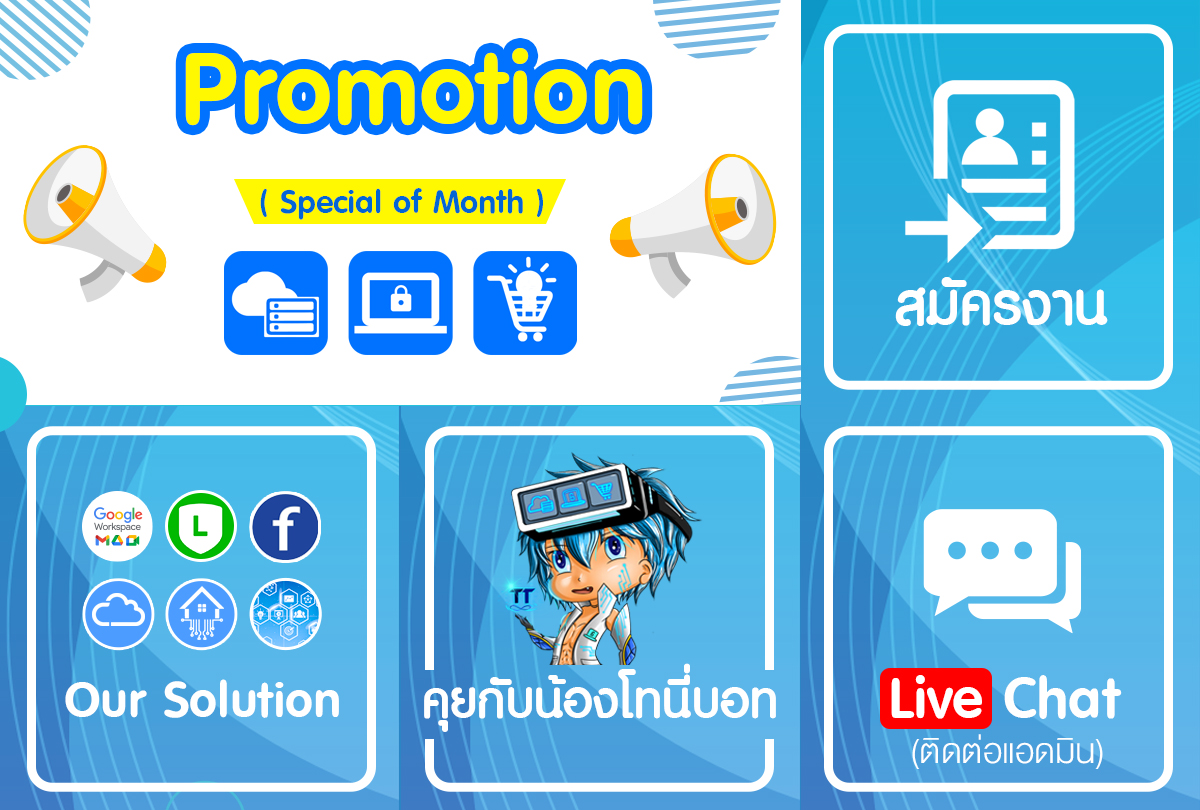 Promotion
( Special of Month )
สมัครงาน
Google
Workspace
L
f
Our Solution
TT
คุยกับน้องโทนี่บอท
Live Chat
(ติดต่อแอดมิน)